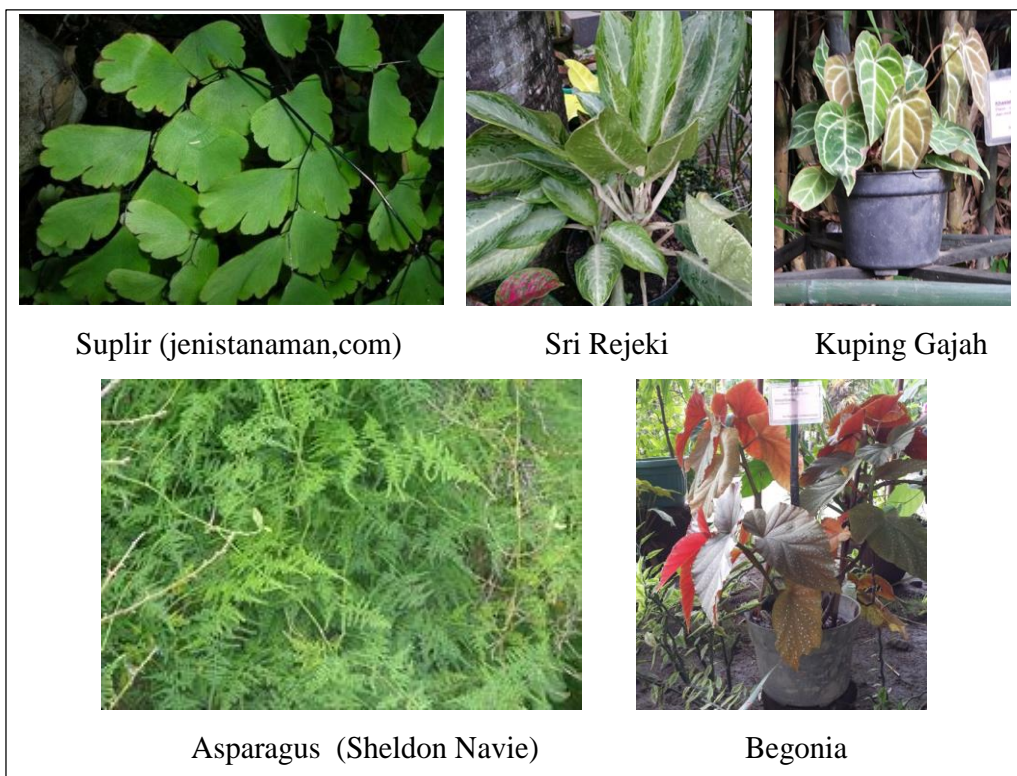 Suplir (jenistanaman,com)
Sri Rejeki
Kuping Gajah
Asparagus (Sheldon Navie)
Begonia